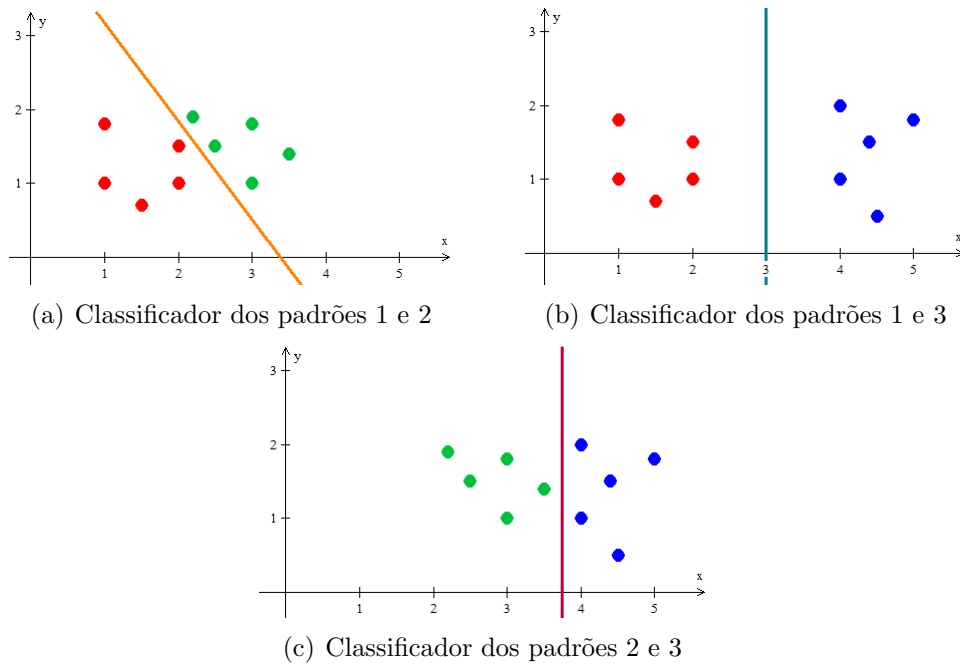 y
3
2
1
x
1 2 3 4 5
(a) Classificador dos padrões 1 e 2
y
3
2
1
x
1 2 3 4 5
(b) Classificador dos padrões 1 e 3
y
3
2
1
x
1 2 3 4 5
(c) Classificador dos padrões 2 e 3